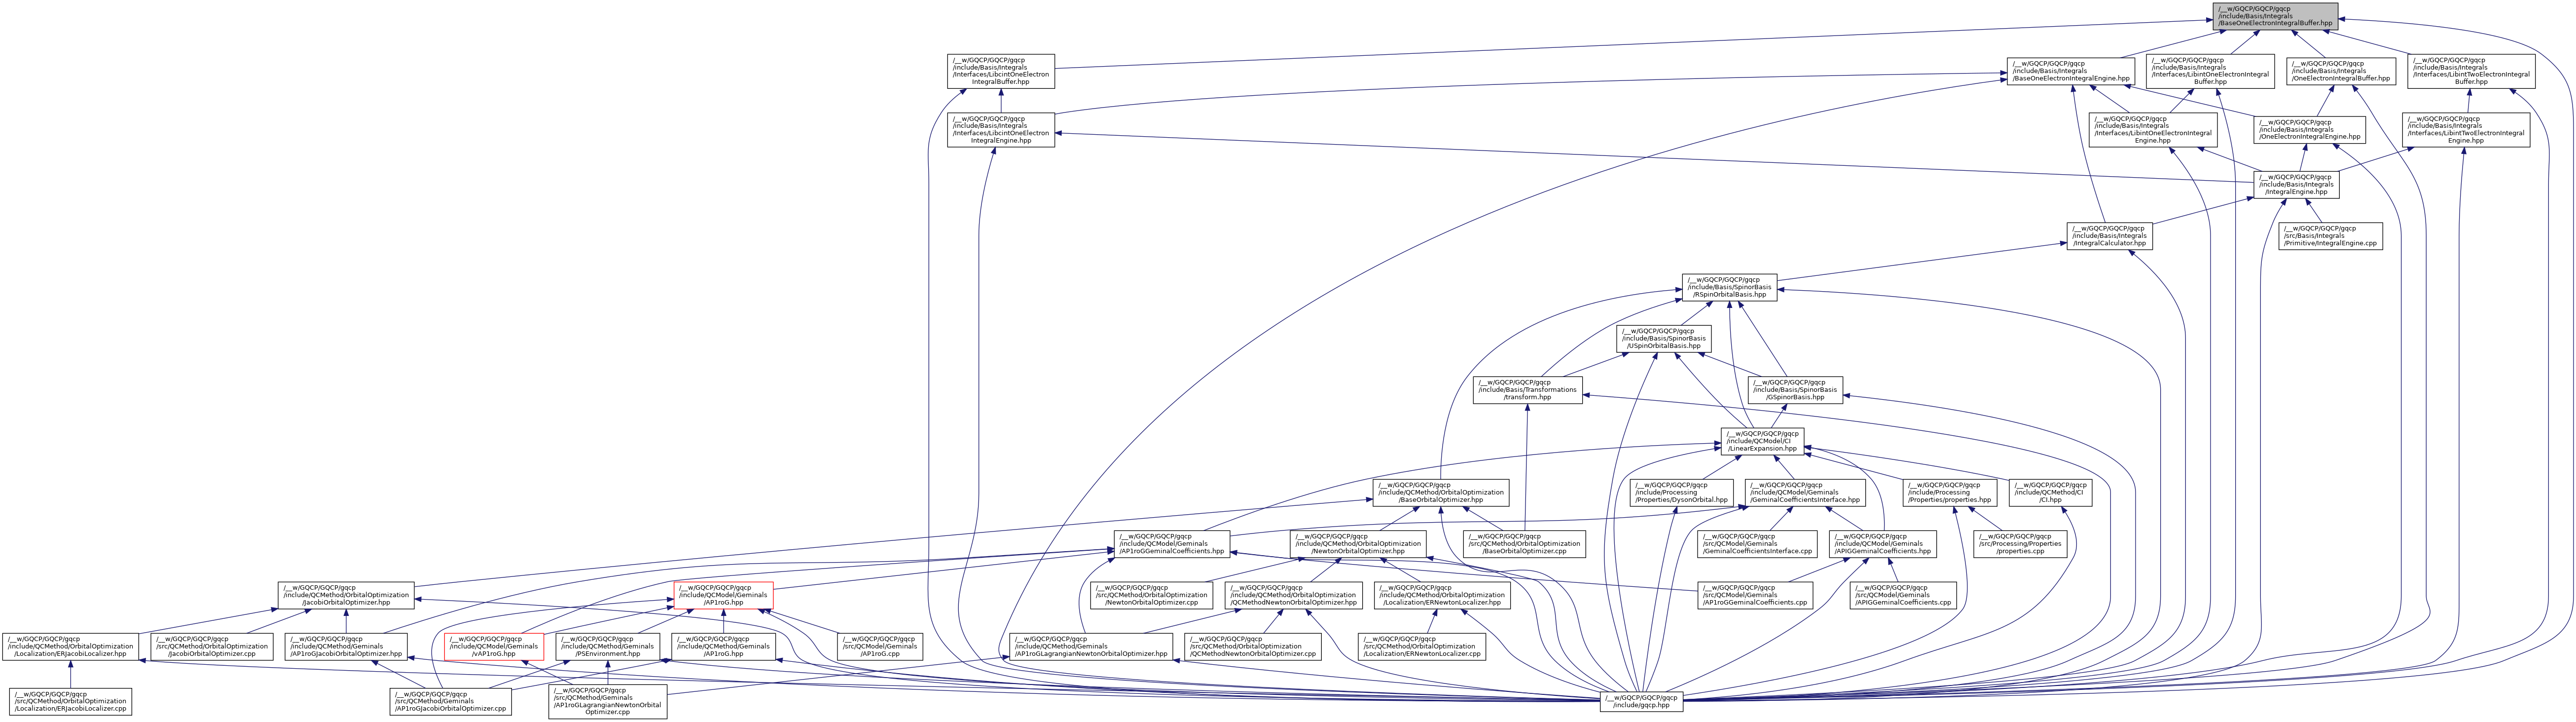 /__w/GQCP/GQCP/gqcp
/include/Basis/Integrals
/BaseOneElectronIntegralBuffer.hpp
/__w/GQCP/GQCP/gqcp
/include/Basis/Integrals
/Interfaces/LibcintOneElectron
IntegralBuffer.hpp
/__w/GQCP/GQCP/gqcp
/include/Basis/Integrals
/BaseOneElectronIntegralEngine.hpp
/__w/GQCP/GQCP/gqcp
/include/Basis/Integrals
/Interfaces/LibintOneElectronIntegral
Buffer.hpp
/__w/GQCP/GQCP/gqcp
/include/Basis/Integrals
/OneElectronIntegralBuffer.hpp
/__w/GQCP/GQCP/gqcp
/include/Basis/Integrals
/Interfaces/LibintTwoElectronIntegral
Buffer.hpp
/__w/GQCP/GQCP/gqcp
/include/Basis/Integrals
/Interfaces/LibcintOneElectron
IntegralEngine.hpp
/__w/GQCP/GQCP/gqcp
/include/Basis/Integrals
/Interfaces/LibintOneElectronIntegral
Engine.hpp
/__w/GQCP/GQCP/gqcp
/include/Basis/Integrals
/OneElectronIntegralEngine.hpp
/__w/GQCP/GQCP/gqcp
/include/Basis/Integrals
/Interfaces/LibintTwoElectronIntegral
Engine.hpp
/__w/GQCP/GQCP/gqcp
/include/Basis/Integrals
/IntegralEngine.hpp
/__w/GQCP/GQCP/gqcp
/include/Basis/Integrals
/IntegralCalculator.hpp
/__w/GQCP/GQCP/gqcp
/src/Basis/Integrals
/Primitive/IntegralEngine.cpp
/__w/GQCP/GQCP/gqcp
/include/Basis/SpinorBasis
/RSpinOrbitalBasis.hpp
/__w/GQCP/GQCP/gqcp
/include/Basis/SpinorBasis
/USpinOrbitalBasis.hpp
/__w/GQCP/GQCP/gqcp
/include/Basis/Transformations
/transform.hpp
/__w/GQCP/GQCP/gqcp
/include/Basis/SpinorBasis
/GSpinorBasis.hpp
/__w/GQCP/GQCP/gqcp
/include/QCModel/CI
/LinearExpansion.hpp
/__w/GQCP/GQCP/gqcp
/include/QCMethod/OrbitalOptimization
/BaseOrbitalOptimizer.hpp
/__w/GQCP/GQCP/gqcp
/include/Processing
/Properties/DysonOrbital.hpp
/__w/GQCP/GQCP/gqcp
/include/QCModel/Geminals
/GeminalCoefficientsInterface.hpp
/__w/GQCP/GQCP/gqcp
/include/Processing
/Properties/properties.hpp
/__w/GQCP/GQCP/gqcp
/include/QCMethod/CI
/CI.hpp
/__w/GQCP/GQCP/gqcp
/include/QCModel/Geminals
/AP1roGGeminalCoefficients.hpp
/__w/GQCP/GQCP/gqcp
/include/QCMethod/OrbitalOptimization
/NewtonOrbitalOptimizer.hpp
/__w/GQCP/GQCP/gqcp
/src/QCMethod/OrbitalOptimization
/BaseOrbitalOptimizer.cpp
/__w/GQCP/GQCP/gqcp
/src/QCModel/Geminals
/GeminalCoefficientsInterface.cpp
/__w/GQCP/GQCP/gqcp
/include/QCModel/Geminals
/APIGGeminalCoefficients.hpp
/__w/GQCP/GQCP/gqcp
/src/Processing/Properties
/properties.cpp
/__w/GQCP/GQCP/gqcp
/include/QCMethod/OrbitalOptimization
/JacobiOrbitalOptimizer.hpp
/__w/GQCP/GQCP/gqcp
/include/QCModel/Geminals
/AP1roG.hpp
/__w/GQCP/GQCP/gqcp
/src/QCMethod/OrbitalOptimization
/NewtonOrbitalOptimizer.cpp
/__w/GQCP/GQCP/gqcp
/include/QCMethod/OrbitalOptimization
/QCMethodNewtonOrbitalOptimizer.hpp
/__w/GQCP/GQCP/gqcp
/include/QCMethod/OrbitalOptimization
/Localization/ERNewtonLocalizer.hpp
/__w/GQCP/GQCP/gqcp
/src/QCModel/Geminals
/AP1roGGeminalCoefficients.cpp
/__w/GQCP/GQCP/gqcp
/src/QCModel/Geminals
/APIGGeminalCoefficients.cpp
/__w/GQCP/GQCP/gqcp
/include/QCMethod/OrbitalOptimization
/Localization/ERJacobiLocalizer.hpp
/__w/GQCP/GQCP/gqcp
/src/QCMethod/OrbitalOptimization
/JacobiOrbitalOptimizer.cpp
/__w/GQCP/GQCP/gqcp
/include/QCMethod/Geminals
/AP1roGJacobiOrbitalOptimizer.hpp
/__w/GQCP/GQCP/gqcp
/include/QCModel/Geminals
/vAP1roG.hpp
/__w/GQCP/GQCP/gqcp
/include/QCMethod/Geminals
/PSEnvironment.hpp
/__w/GQCP/GQCP/gqcp
/include/QCMethod/Geminals
/AP1roG.hpp
/__w/GQCP/GQCP/gqcp
/src/QCModel/Geminals
/AP1roG.cpp
/__w/GQCP/GQCP/gqcp
/include/QCMethod/Geminals
/AP1roGLagrangianNewtonOrbitalOptimizer.hpp
/__w/GQCP/GQCP/gqcp
/src/QCMethod/OrbitalOptimization
/QCMethodNewtonOrbitalOptimizer.cpp
/__w/GQCP/GQCP/gqcp
/src/QCMethod/OrbitalOptimization
/Localization/ERNewtonLocalizer.cpp
/__w/GQCP/GQCP/gqcp
/src/QCMethod/OrbitalOptimization
/Localization/ERJacobiLocalizer.cpp
/__w/GQCP/GQCP/gqcp
/src/QCMethod/Geminals
/AP1roGJacobiOrbitalOptimizer.cpp
/__w/GQCP/GQCP/gqcp
/src/QCMethod/Geminals
/AP1roGLagrangianNewtonOrbital
Optimizer.cpp
/__w/GQCP/GQCP/gqcp
/include/gqcp.hpp